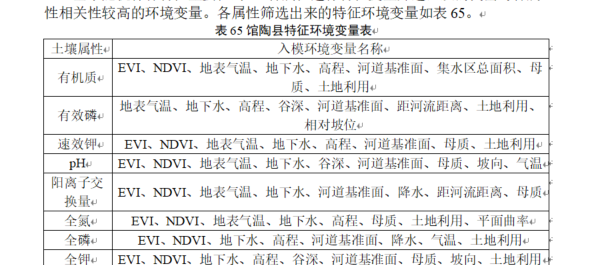 性相关性较高的环境变量。各属性筛选出来的特征环境变量如表 65。
表 65 馆陶县特征环境变量表
土壤属性 入模环境变量名称
有机质 EVI、NDVI、地表气温、地下水、高程、河道基准面、集水区总面积、母
质、土地利用
有效磷 地表气温、地下水、高程、谷深、河道基准面、距河流距离、土地利用、
相对坡位
速效钾 EVI、NDVI、地表气温、地下水、高程、河道基准面、母质、土地利用
pH EVI、NDVI、地表气温、地下水、谷深、河道基准面、母质、坡向、气温
阳离子交
换量 EVI、NDVI、地表气温、地下水、河道基准面、降水、距河流距离、母质
全氮 EVI、NDVI、地表气温、地下水、高程、母质、土地利用、平面曲率
全磷 EVI、NDVI、地下水、高程、河道基准面、降水、气温、土地利用
全钾 EVI、NDVI、地下水、高程、谷深、河道基准面、母质、坡向、土地利用